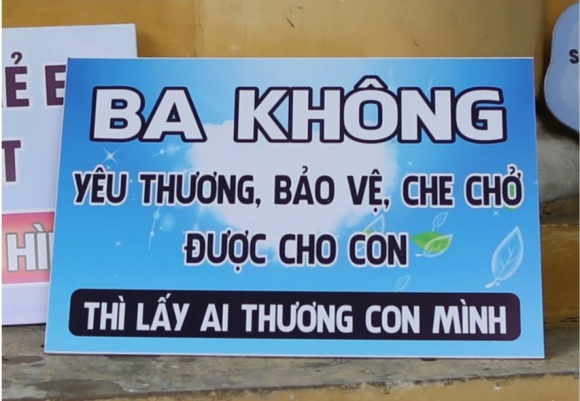 BA KHÔNG
YÊU THƯƠNG, BẢO VỆ, CHE CHỞ
ĐƯỢC CHO CON
THÌ LẤY AI THƯƠNG CON MÌNH